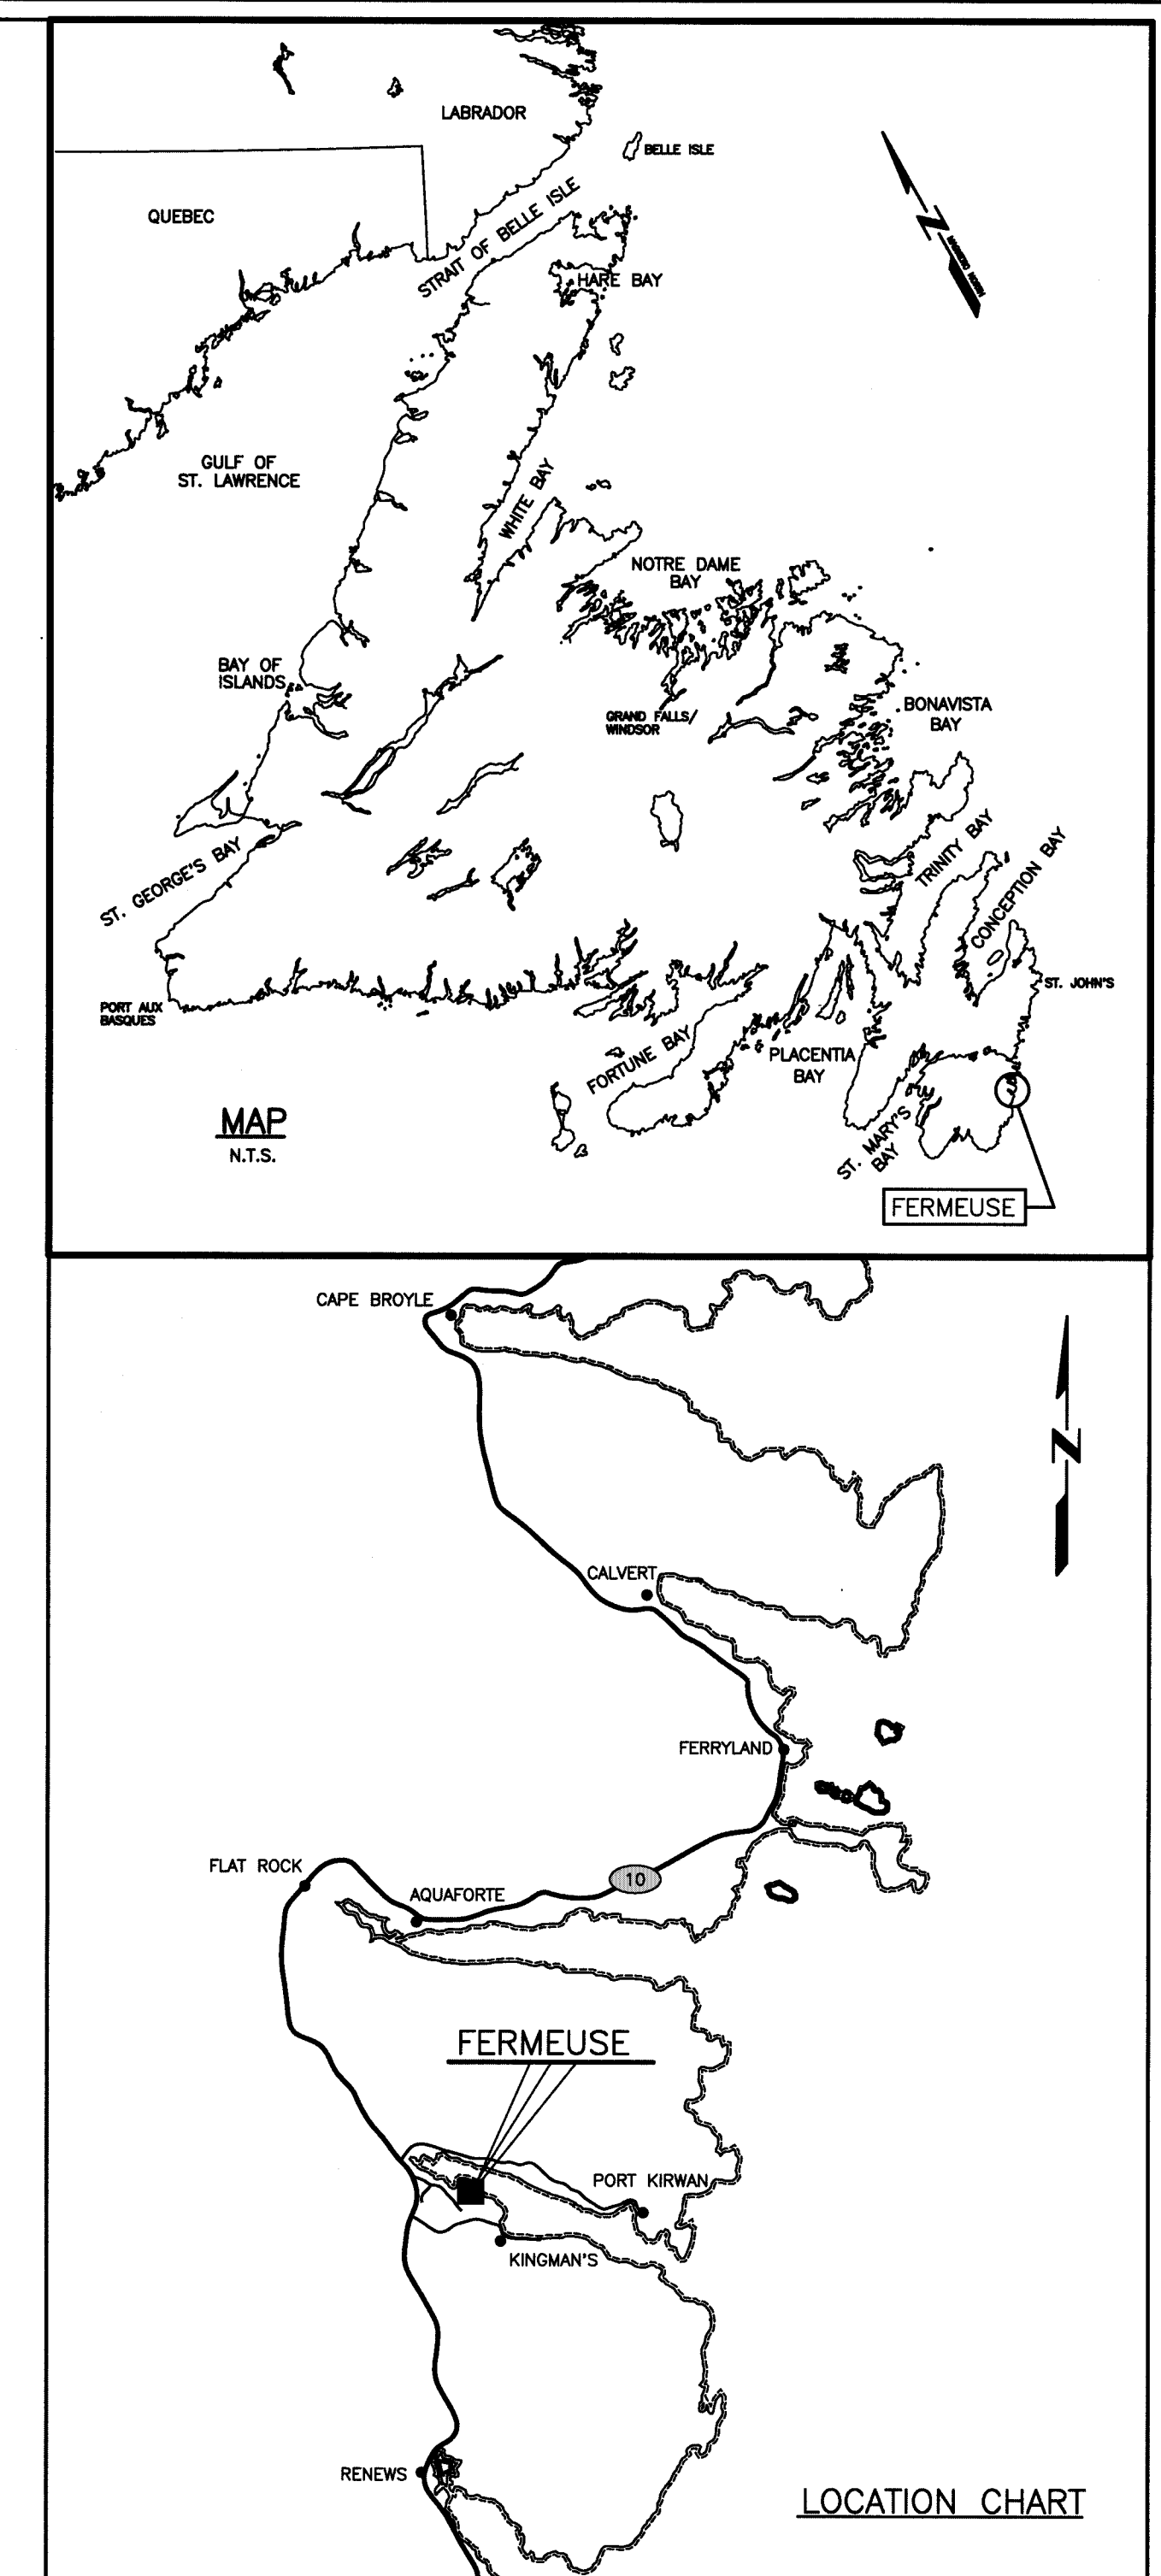 LABRADOR
BELLE ISLE
QUEBEC
STRAIT OF BELLE ISLE
N
HARE BAY
GULF OF
ST. LAWRENCE
WHITE BAY
NOTRE DAME
BAY
BAY OF
ISLANDS
GRAND FALLS/
WINDSOR
BONAVISTA
BAY
TRINITY BAY
CONCEPTION BAY
ST. GEORGE'S BAY
ST. JOHN'S
PORT AUX
BASQUES
FORTUNE BAY
PLACENTIA
BAY
ST. MARY'S
BAY
MAP
N.T.S.
FERMEUSE
CAPE BROYLE
N
CALVERT
FERRYLAND
FLAT ROCK
10
AQUAFORTE
FERMEUSE
PORT KIRWAN
KINGMAN'S
RENEWS
LOCATION CHART